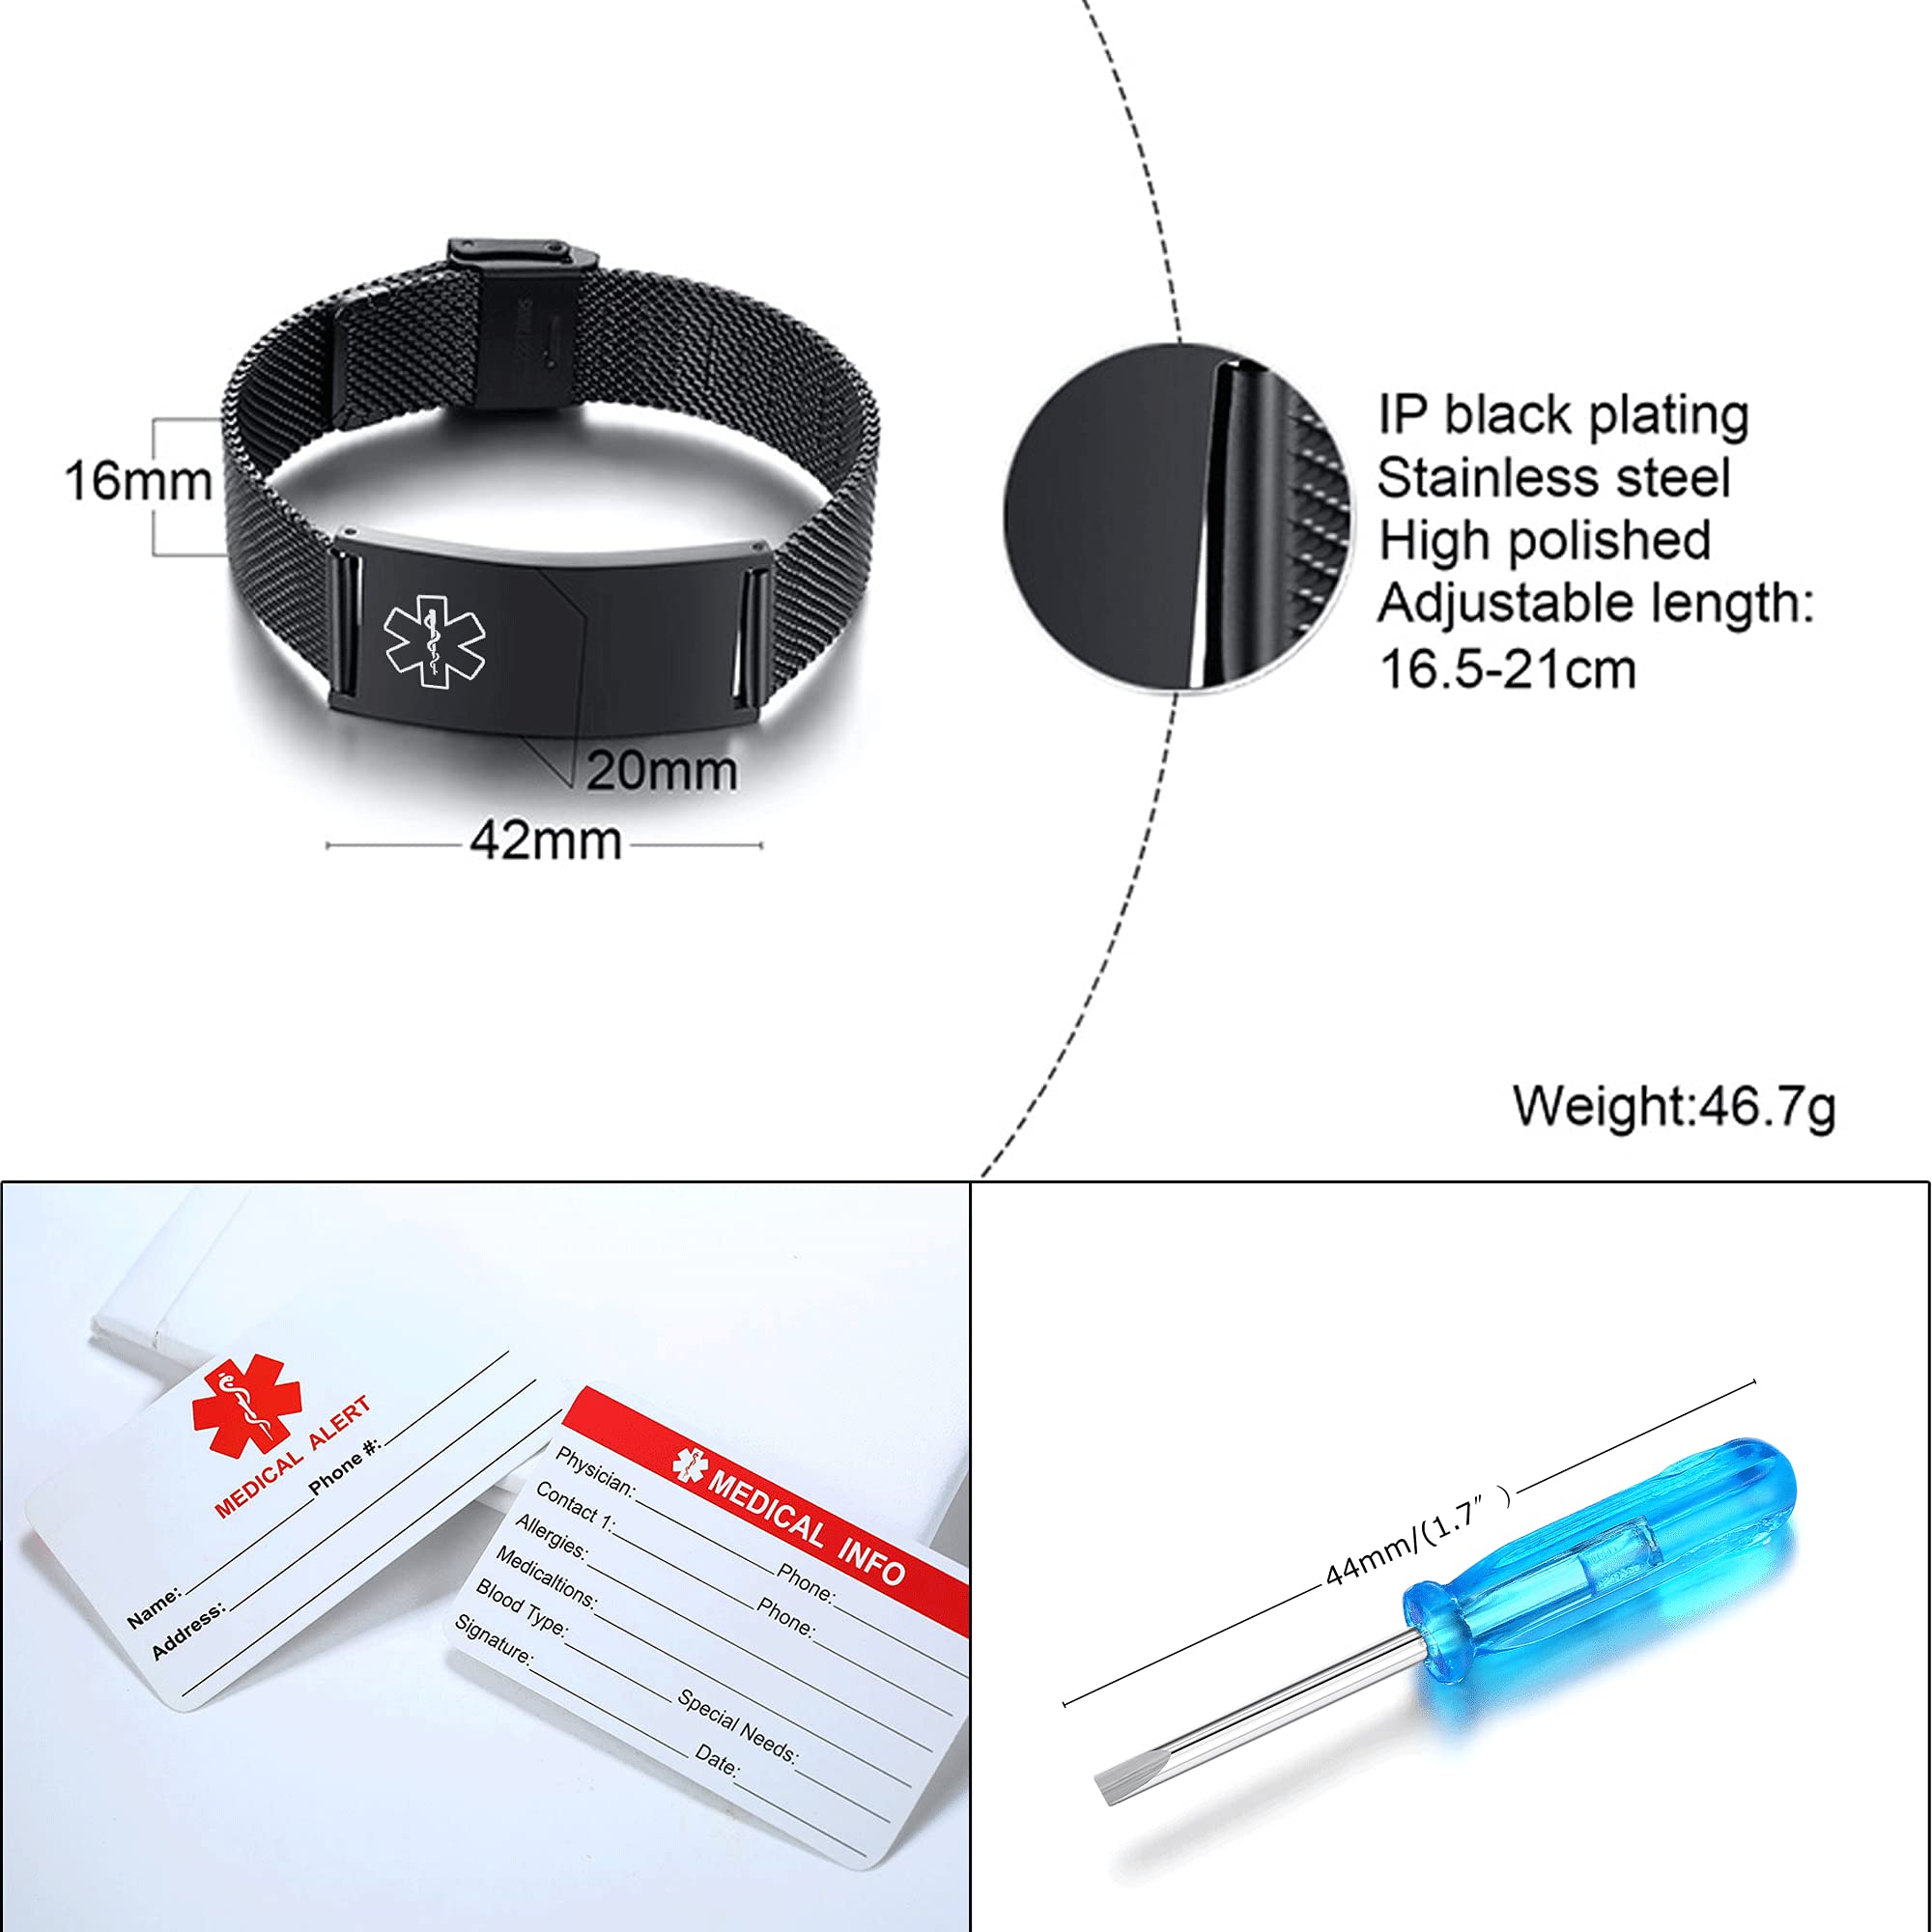 16mm
20mm
42mm
IP black plating
Stainless steel
High polished
Adjustable length:
16.5-21cm
Weight:46.7g
MEDICAL ALERT
Phone #:
Name:
Address:
MEDICAL INFO
Physician:
Phone:
Contact 1:
Phone:
Allergies:
Medicaltions:
Blood Type:
Special Needs:
Signature:
Date:
44mm/(1.7")